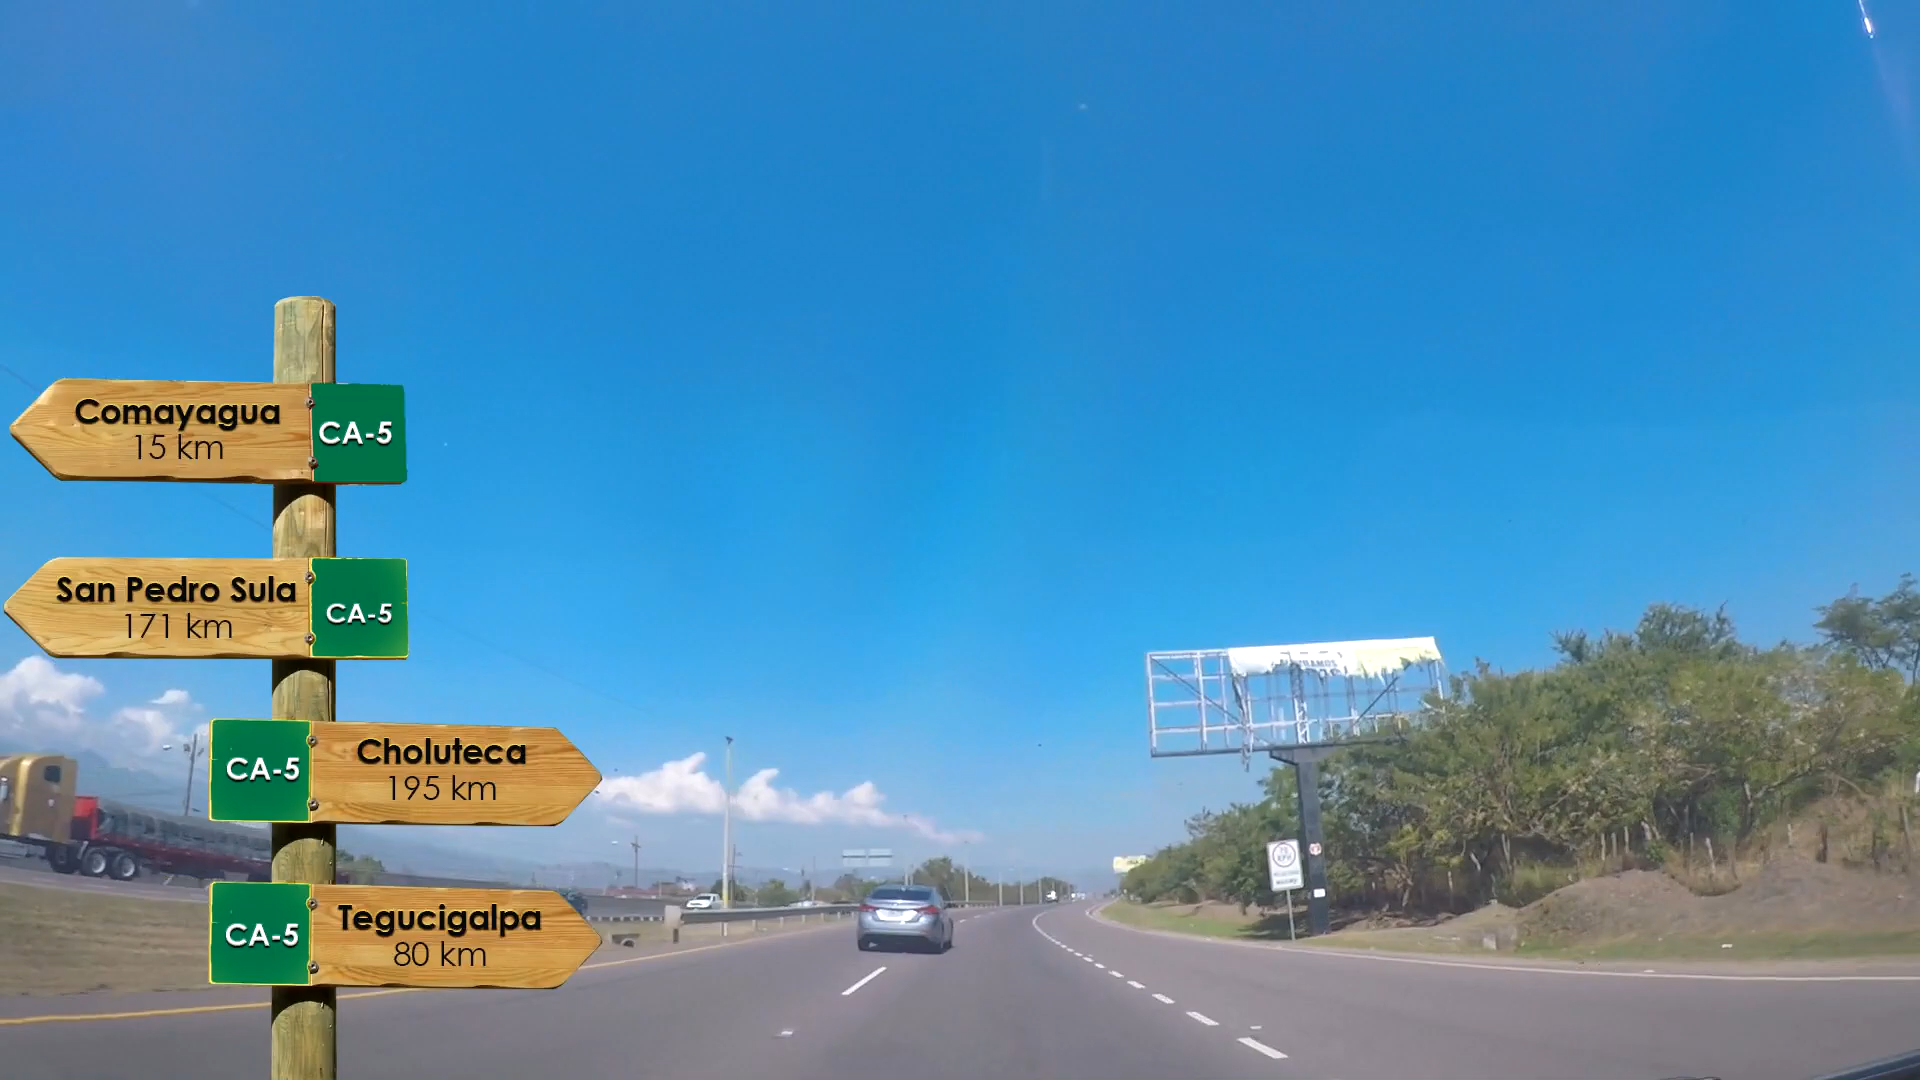 Comayagua
15 km
CA-5
San Pedro Sula
171 km
CA-5
CA-5
Choluteca
195 km
CA-5
Tegucigalpa
80 km